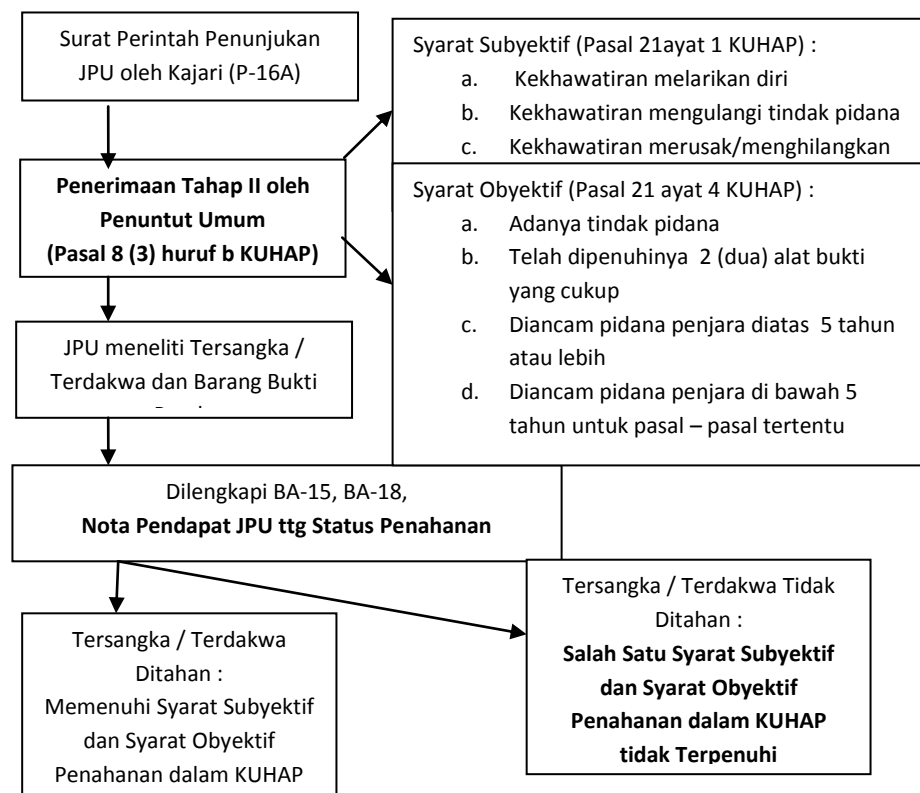 Surat Perintah Penunjukan
JPU oleh Kajari (P-16A)
Penerimaan Tahap II oleh
Penuntut Umum
(Pasal 8 (3) huruf b KUHAP)
JPU meneliti Tersangka /
Terdakwa dan Barang Bukti
Syarat Subyektif (Pasal 21ayat 1 KUHAP) :
a. Kekhawatiran melarikan diri
b. Kekhawatiran mengulangi tindak pidana
c. Kekhawatiran merusak/menghilangkan
Syarat Obyektif (Pasal 21 ayat 4 KUHAP) :
a. Adanya tindak pidana
b. Telah dipenuhinya 2 (dua) alat bukti
yang cukup
c. Diancam pidana penjara diatas 5 tahun
atau lebih
d. Diancam pidana penjara di bawah 5
tahun untuk pasal – pasal tertentu
Dilengkapi BA-15, BA-18,
Nota Pendapat JPU ttg Status Penahanan
Tersangka / Terdakwa
Ditahan :
Memenuhi Syarat Subyektif
dan Syarat Obyektif
Penahanan dalam KUHAP
Tersangka / Terdakwa Tidak
Ditahan :
Salah Satu Syarat Subyektif
dan Syarat Obyektif
Penahanan dalam KUHAP
tidak Terpenuhi